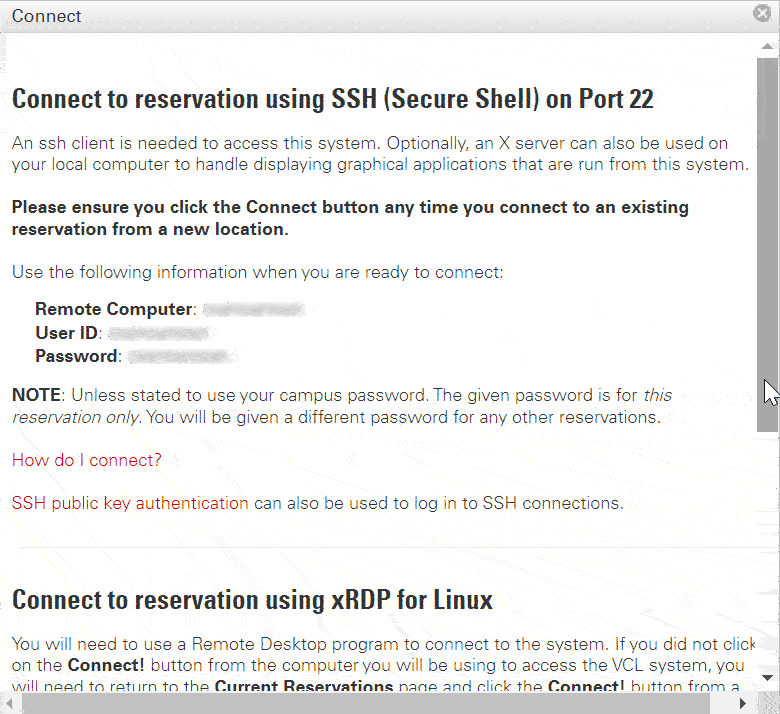 Connect
Connect to reservation using SSH (Secure Shell) on Port 22
An ssh client is needed to access this system. Optionally, an X server can also be used on
your local computer to handle displaying graphical applications that are run from this system.
Please ensure you click the Connect button any time you connect to an existing
reservation from a new location.
Use the following information when you are ready to connect:
Remote Computer:
User ID:
Password:
NOTE: Unless stated to use your campus password. The given password is for this
reservation only. You will be given a different password for any other reservations.
How do I connect?
SSH public key authentication can also be used to log in to SSH connections.
Connect to reservation using xRDP for Linux
You will need to use a Remote Desktop program to connect to the system. If you did not click
on the Connect! button from the computer you will be using to access the VCL system, you
will need to return to the Current Reservations page and click the Connect! button from a